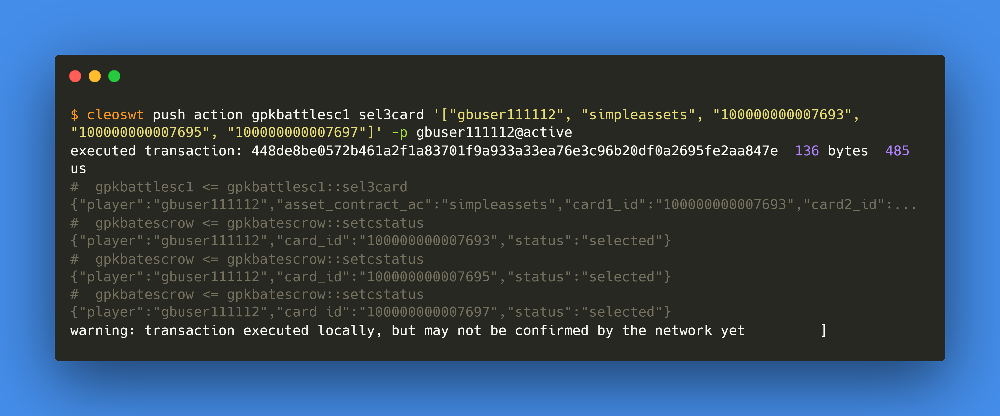 $ cleoswt push action gpkbattlesc1 sel3card '["gbuser111112", "simpleassets", "100000000007693",
"100000000007695", "100000000007697"]' -p gbuser111112@active
executed transaction: 448de8be0572b461a2f1a83701f9a933a33ea76e3c96b20df0a2695fe2aa847e  136 bytes  485
us
#  gpkbattlesc1 <= gpkbattlesc1::sel3card
{"player":"gbuser111112","asset_contract_ac":"simpleassets","card1_id":"100000000007693","card2_id":...
#  gpkbatescrow <= gpkbatescrow::setcstatus
{"player":"gbuser111112","card_id":"100000000007693","status":"selected"}
#  gpkbatescrow <= gpkbatescrow::setcstatus
{"player":"gbuser111112","card_id":"100000000007695","status":"selected"}
#  gpkbatescrow <= gpkbatescrow::setcstatus
{"player":"gbuser111112","card_id":"100000000007697","status":"selected"}
warning: transaction executed locally, but may not be confirmed by the network yet         ]